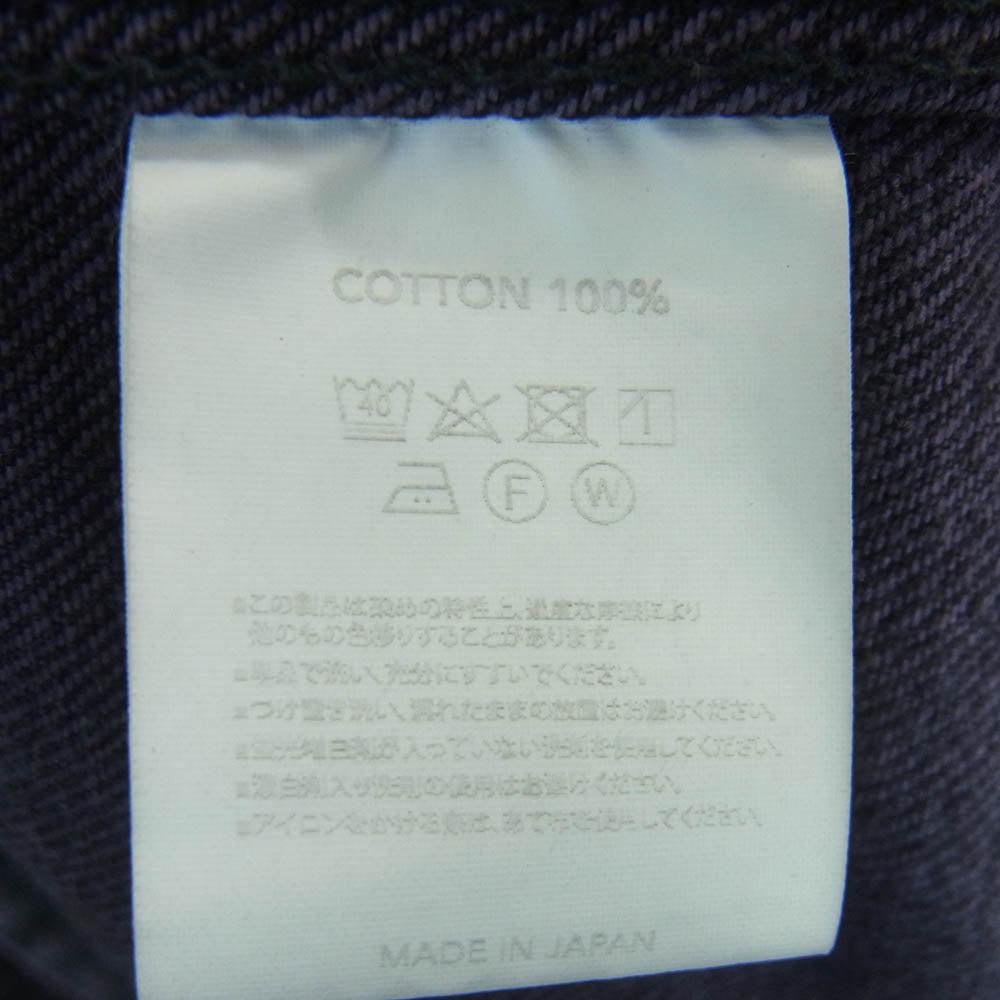 COTTON 100%
40
F W
■この製品は染めの特性上、過度な摩擦により
他のもの色移りすることがあります。
■単品で洗い、充分にすすいでください。
■つけ置き洗い、濡れたままの放置はお避けください。
■蛍光増白剤が入っていない洗剤を使用してください。
■漂白剤入り洗剤の使用はお避けください。
■アイロンをかける際は、あて布を使用してください。
MADE IN JAPAN